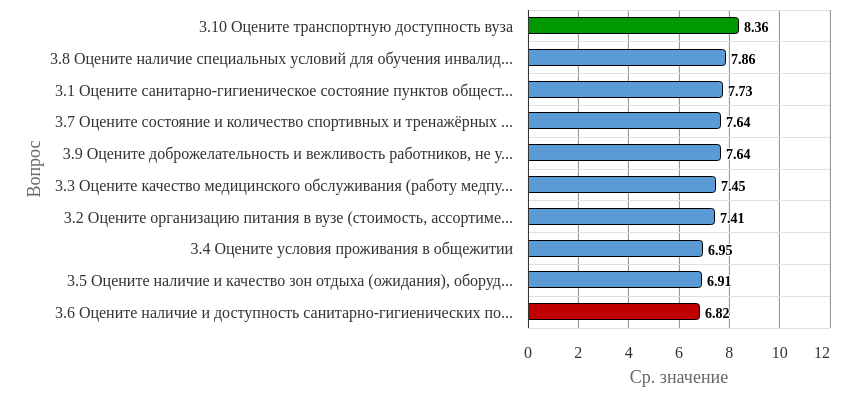 3.10 Оцените транспортную доступность вуза 8.36
3.8 Оцените наличие специальных условий для обучения инвалид... 7.86
3.1 Оцените санитарно-гигиеническое состояние пунктов общест... 7.73
3.7 Оцените состояние и количество спортивных и тренажёрных ... 7.64
3.9 Оцените доброжелательность и вежливость работников, не у... 7.64
3.3 Оцените качество медицинского обслуживания (работу медпу... 7.45
3.2 Оцените организацию питания в вузе (стоимость, ассортиме... 7.41
3.4 Оцените условия проживания в общежитии 6.95
3.5 Оцените наличие и качество зон отдыха (ожидания), оборуд... 6.91
3.6 Оцените наличие и доступность санитарно-гигиенических по... 6.82
Вопрос
0 2 4 6 8 10 12
Ср. значение